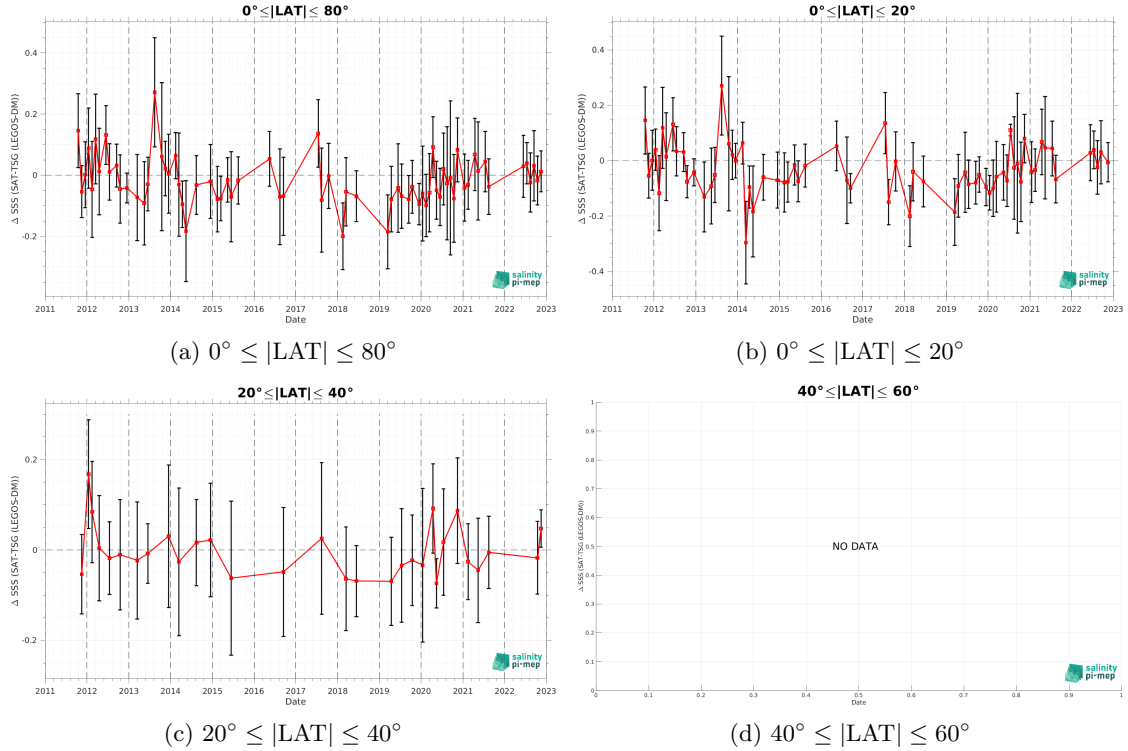 0°≤|LAT|≤ 80°
Δ SSS (SAT-TSG (LEGOS-DM))
0.4
0.2
0
-0.2
2011 2012 2013 2014 2015 2016 2017 2018 2019 2020 2021 2022 2023
Date
salinity
pi-mep
(a) 0° ≤ |LAT| ≤ 80°
0°≤|LAT|≤ 20°
Δ SSS (SAT-TSG (LEGOS-DM))
0.4
0.2
0
-0.2
-0.4
2011 2012 2013 2014 2015 2016 2017 2018 2019 2020 2021 2022 2023
Date
salinity
pi-mep
(b) 0° ≤ |LAT| ≤ 20°
20°≤|LAT|≤ 40°
Δ SSS (SAT-TSG (LEGOS-DM))
0.2
0
-0.2
2011 2012 2013 2014 2015 2016 2017 2018 2019 2020 2021 2022 2023
Date
salinity
pi-mep
(c) 20° ≤ |LAT| ≤ 40°
40°≤|LAT|≤ 60°
Δ SSS (SAT-TSG (LEGOS-DM))
1
0.9
0.8
0.7
0.6
0.5
0.4
0.3
0.2
0.1
0
NO DATA
0 0.1 0.2 0.3 0.4 0.5 0.6 0.7 0.8 0.9 1
Date
salinity
pi-mep
(d) 40° ≤ |LAT| ≤ 60°